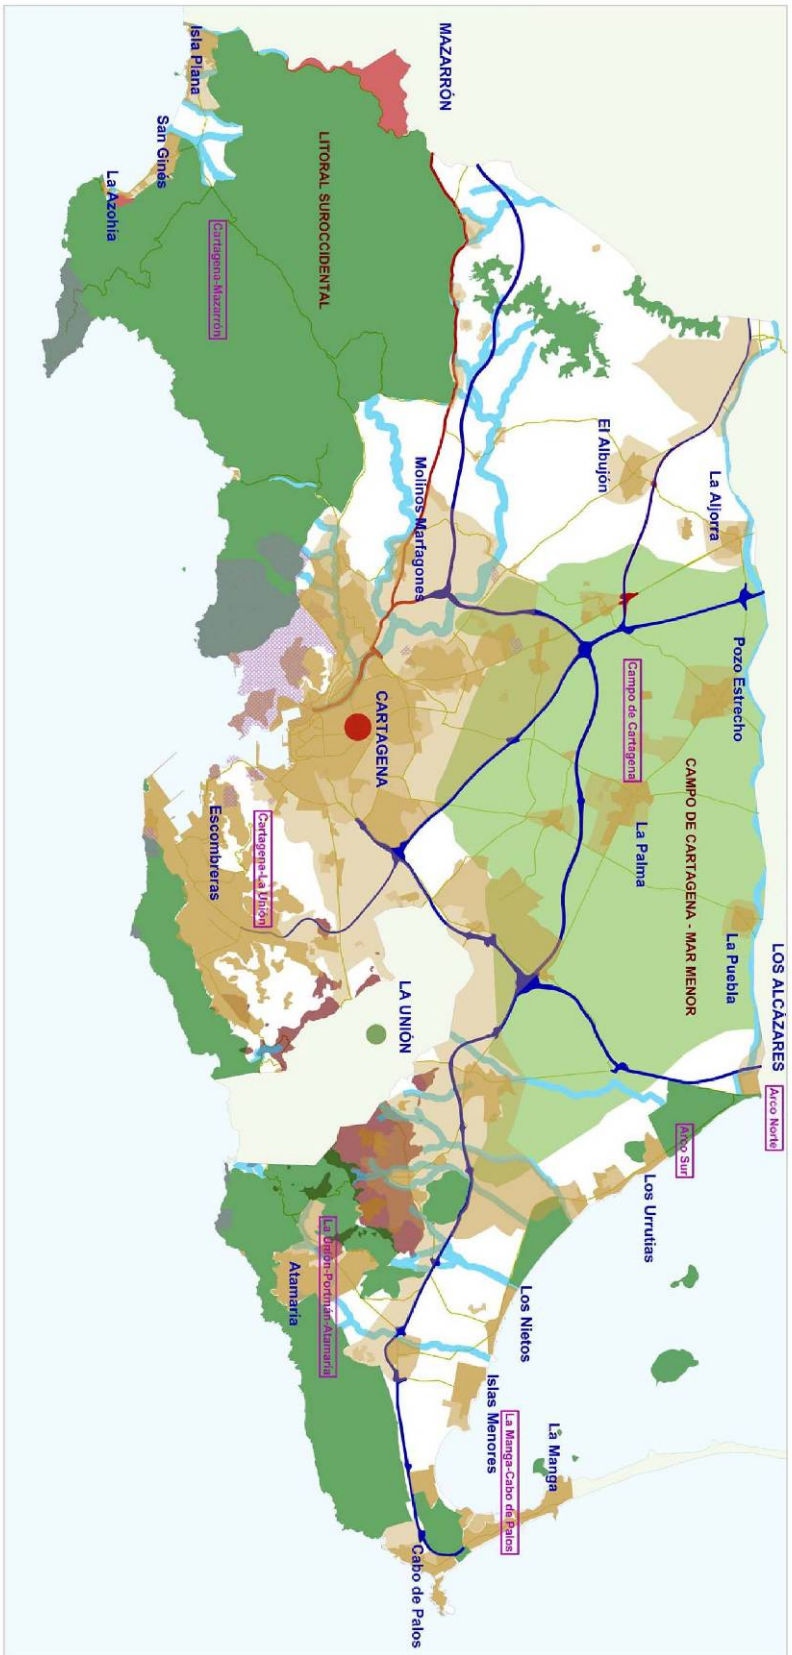 MAZARRÓN
Isla Plana
San Ginés
La Azohia
LITORAL SUROCCIDENTAL
Cartagena-Mazarrón
El Albujón
La Aljorra
Molinos Marfagones
Pozo Estrecho
Campo de Cartagena
CARTAGENA
CAMPO DE CARTAGENA - MAR MENOR
La Palma
Escombreras
Cartagena-La Unión
La Puebla
LOS ALCÁZARES
LA UNIÓN
Arco Norte
Arco Sur
Los Urrutias
La Unión-Portmán-Atamaría
Atamaría
Los Nietos
Islas Menores
La Manga-Cabo de Palos
La Manga
Cabo de Palos